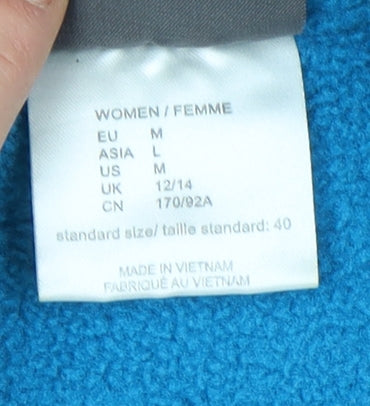 WOMEN / FEMME
EU M
ASIA L
US M
UK 12/14
CN 170/92A
standard size/ taille standard: 40
MADE IN VIETNAM
FABRIQUÉ AU VIETNAM